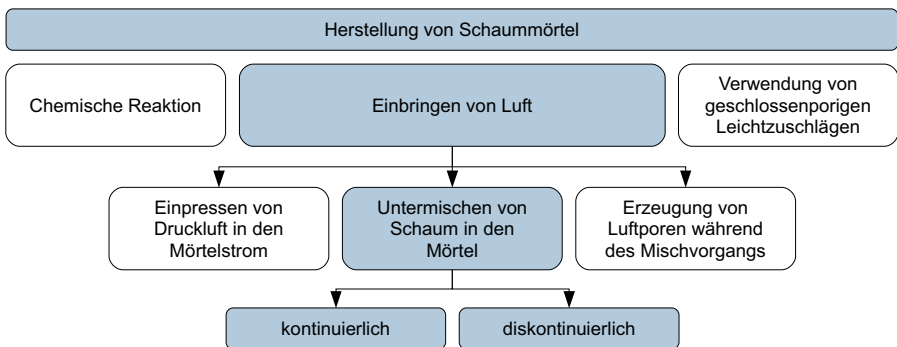 Herstellung von Schaummörtel
Chemische Reaktion
Einbringen von Luft
Verwendung von
geschlossenporigen
Leichtzuschlägen
Einpressen von
Druckluft in den
Mörtelstrom
Untermischen von
Schaum in den
Mörtel
Erzeugung von
Luftporen während
des Mischvorgangs
kontinuierlich
diskontinuierlich